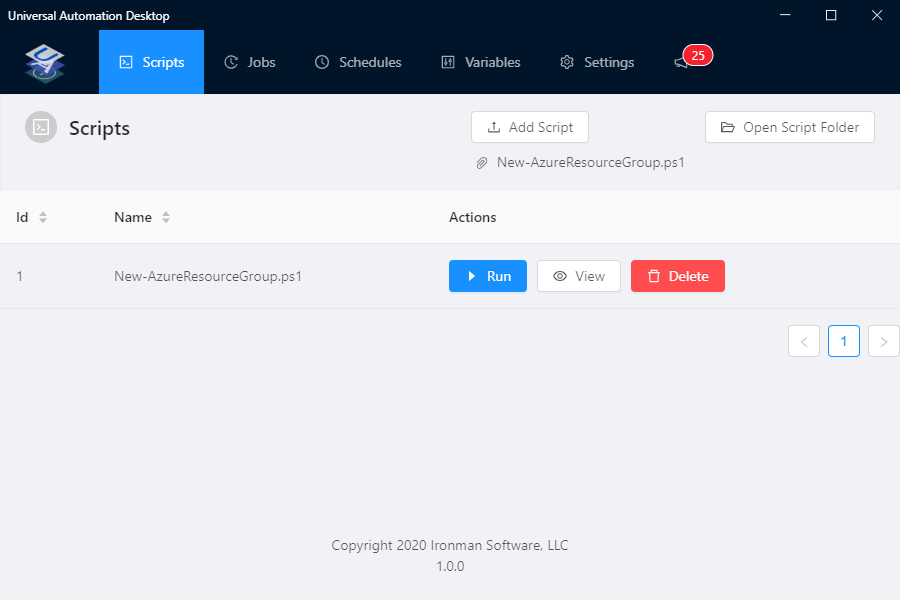 Universal Automation Desktop
Scripts Jobs Schedules Variables Settings 25
Scripts Add Script Open Script Folder
New-AzureResourceGroup.ps1
Id Name Actions
1 New-AzureResourceGroup.ps1 Run View Delete
< 1 >
Copyright 2020 Ironman Software, LLC
1.0.0